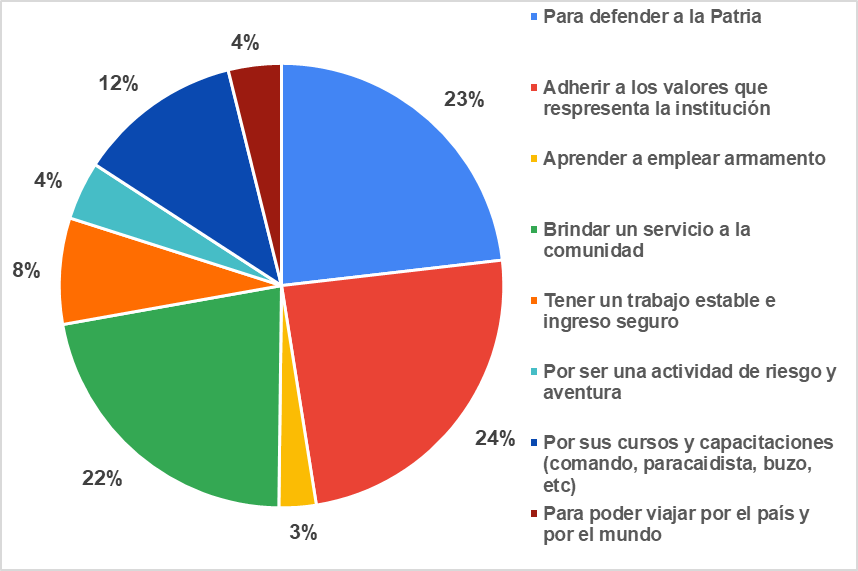 4%
12%
23%
4%
8%
24%
22%
3%
Para defender a la Patria
Adherir a los valores que
respresenta la institución
Aprender a emplear armamento
Brindar un servicio a la
comunidad
Tener un trabajo estable e
ingreso seguro
Por ser una actividad de riesgo y
aventura
Por sus cursos y capacitaciones
(comando, paracaidista, buzo,
etc)
Para poder viajar por el país y
por el mundo